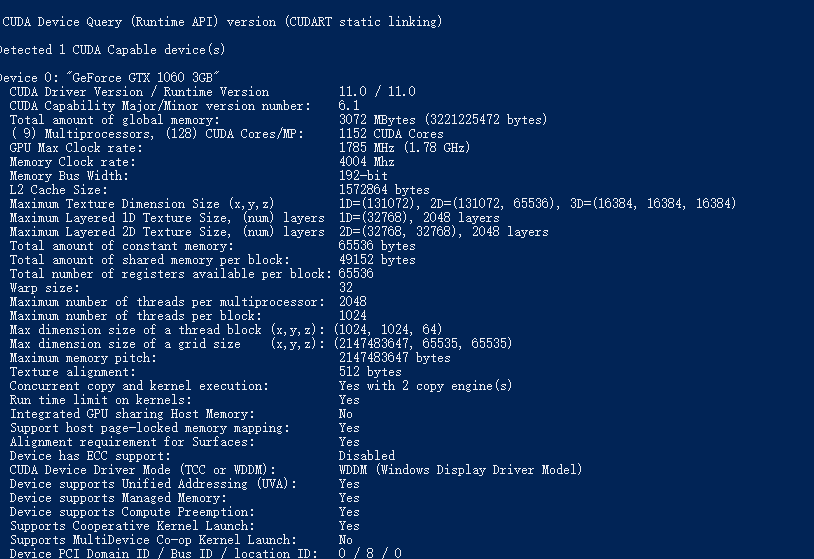 CUDA Device Query (Runtime API) version (CUDART static linking)
Detected 1 CUDA Capable device(s)
Device 0: "GeForce GTX 1060 3GB"
CUDA Driver Version / Runtime Version 11.0 / 11.0
CUDA Capability Major/Minor version number: 6.1
Total amount of global memory: 3072 MBytes (3221225472 bytes)
( 9) Multiprocessors, (128) CUDA Cores/MP: 1152 CUDA Cores
GPU Max Clock rate: 1785 MHz (1.78 GHz)
Memory Clock rate: 4004 Mhz
Memory Bus Width: 192-bit
L2 Cache Size: 1572864 bytes
Maximum Texture Dimension Size (x,y,z) 1D=(131072), 2D=(131072, 65536), 3D=(16384, 16384, 16384)
Maximum Layered 1D Texture Size, (num) layers 1D=(32768), 2048 layers
Maximum Layered 2D Texture Size, (num) layers 2D=(32768, 32768), 2048 layers
Total amount of constant memory: 65536 bytes
Total amount of shared memory per block: 49152 bytes
Total number of registers available per block: 65536
Warp size: 32
Maximum number of threads per multiprocessor: 2048
Maximum number of threads per block: 1024
Max dimension size of a thread block (x,y,z): (1024, 1024, 64)
Max dimension size of a grid size (x,y,z): (2147483647, 65535, 65535)
Maximum memory pitch: 2147483647 bytes
Texture alignment: 512 bytes
Concurrent copy and kernel execution: Yes with 2 copy engine(s)
Run time limit on kernels: Yes
Integrated GPU sharing Host Memory: No
Support host page-locked memory mapping: Yes
Alignment requirement for Surfaces: Yes
Device has ECC support: Disabled
CUDA Device Driver Mode (TCC or WDDM): WDDM (Windows Display Driver Model)
Device supports Unified Addressing (UVA): Yes
Device supports Managed Memory: Yes
Device supports Compute Preemption: Yes
Supports Cooperative Kernel Launch: Yes
Supports MultiDevice Co-op Kernel Launch: No
Device PCI Domain ID / Bus ID / location ID: 0 / 8 / 0